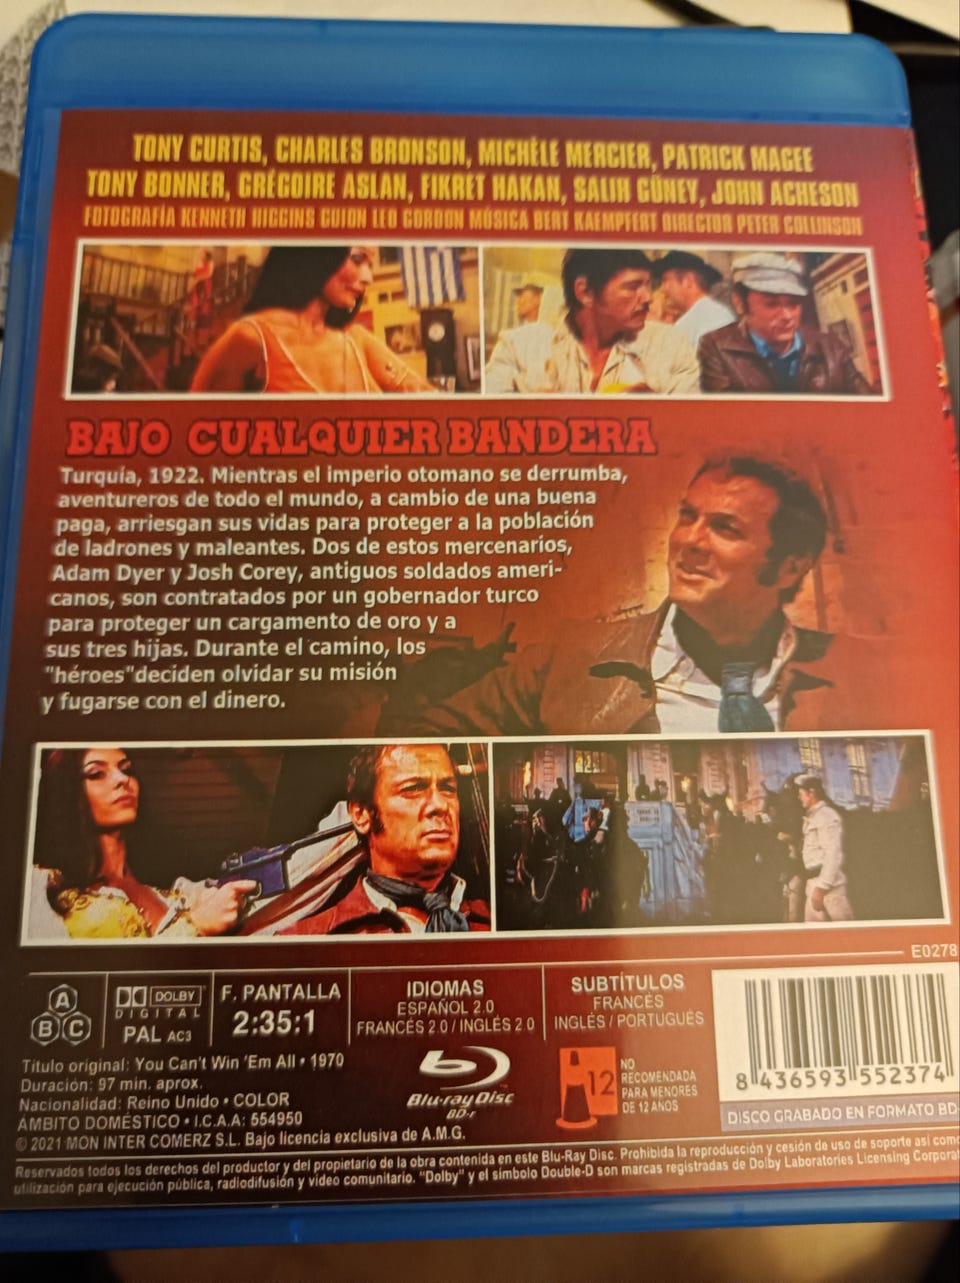 TONY CURTIS, CHARLES BRONSON, MICHÈLE MERCIER, PATRICK MAGEE
TONY BONNER, GRÉGOIRE ASLAN, FIKRET HAKAN, SALIH GÜNEY, JOHN ACHESON
FOTOGRAFÍA KENNETH HIGGINS GUION LEO GORDON MÚSICA BERT KAEMPFERT DIRECTOR PETER COLLINSON
BAJO CUALQUIER BANDERA
Turquía, 1922. Mientras el imperio otomano se derrumba,
aventureros de todo el mundo, a cambio de una buena
paga, arriesgan sus vidas para proteger a la población
de ladrones y maleantes. Dos de estos mercenarios,
Adam Dyer y Josh Corey, antiguos soldados ameri-
canos, son contratados por un gobernador turco
para proteger un cargamento de oro y a
sus tres hijas. Durante el camino, los
"héroes"deciden olvidar su misión
y fugarse con el dinero.
E0278
A
B C
DOLBY
DIGITAL
PAL AC3
F. PANTALLA
2:35:1
IDIOMAS
ESPAÑOL 2.0
FRANCÉS 2.0 / INGLÉS 2.0
SUBTÍTULOS
FRANCÉS
INGLÉS / PORTUGUÉS
Título original: You Can't Win 'Em All • 1970
Duración: 97 min. aprox.
Nacionalidad: Reino Unido • COLOR
ÁMBITO DOMÉSTICO • I.C.A.A: 554950
© 2021 MON INTER COMERZ S.L. Bajo licencia exclusiva de A.M.G.
Blu-ray Disc
BD-r
12
NO
RECOMENDADA
PARA MENORES
DE 12 AÑOS
8 436593 552374
DISCO GRABADO EN FORMATO BD-
Reservados todos los derechos del productor y del propietario de la obra contenida en este Blu-Ray Disc. Prohibida la reproducción y cesión de uso de soporte así como
utilización para ejecución pública, radiodifusión y vídeo comunitario. "Dolby" y el símbolo Double-D son marcas registradas de Dolby Laboratories Licensing Corporat